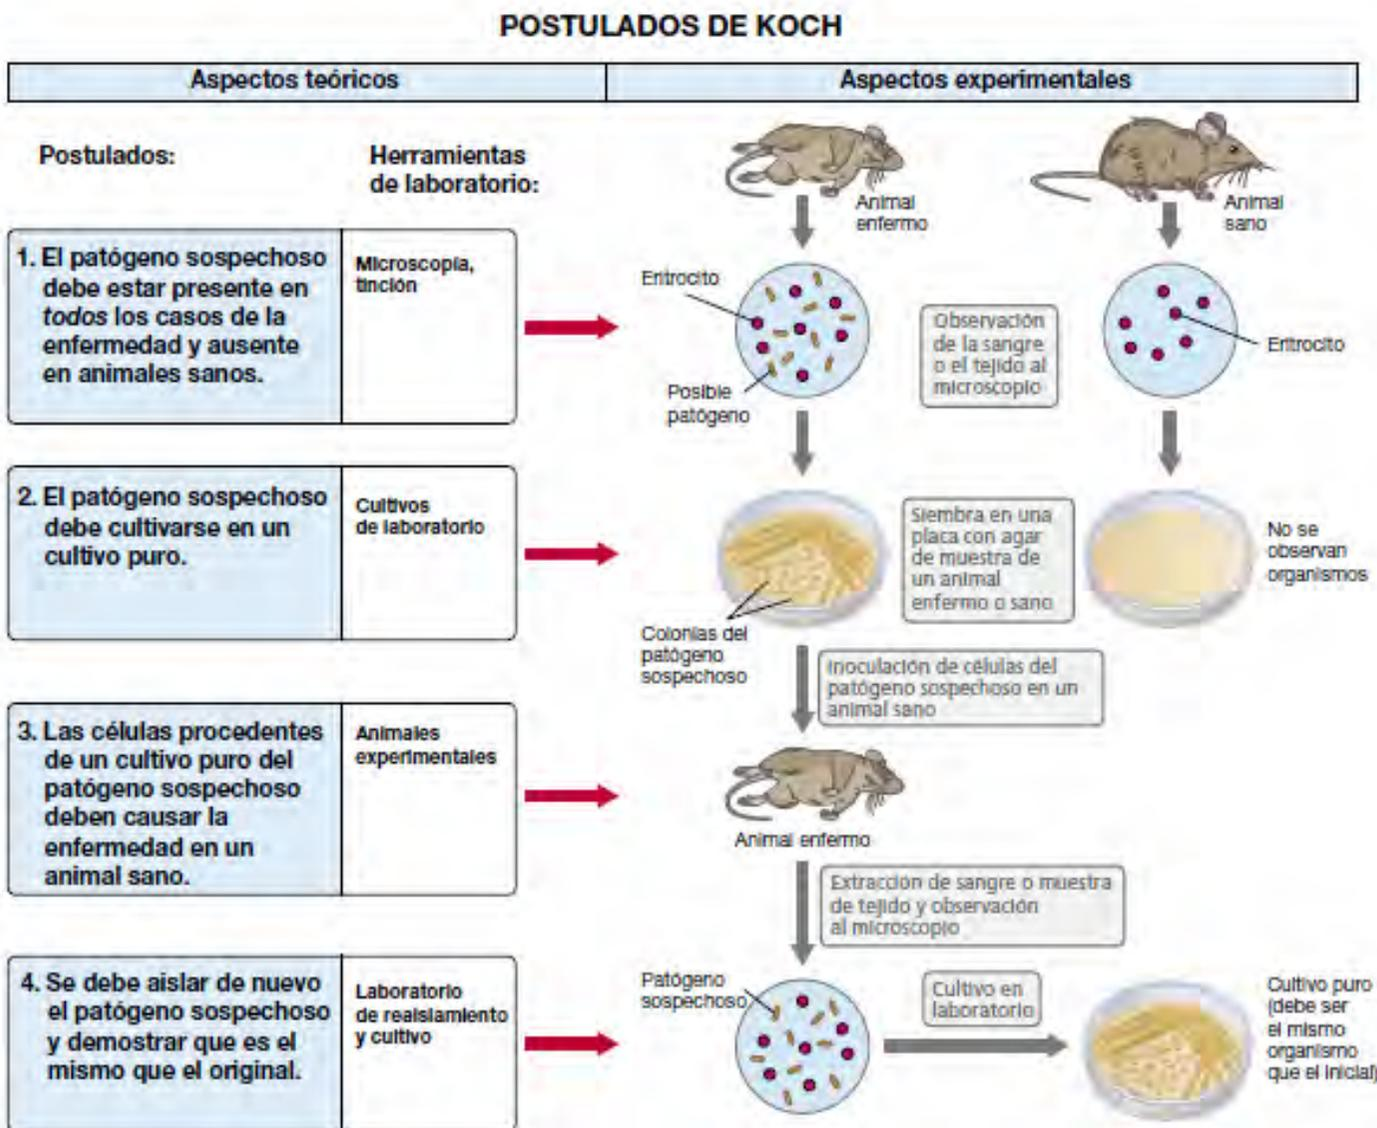 POSTULADOS DE KOCH
Aspectos teóricos
Aspectos experimentales
Postulados:
Herramientas
de laboratorio:
Animal
enfermo
Animal
sano
1. El patógeno sospechoso
debe estar presente en
todos los casos de la
enfermedad y ausente
en animales sanos.
Microscopía,
tinción
Eritrocito
Posible
patógeno
Observación
de la sangre
o el tejido al
microscopio
Eritrocito
2. El patógeno sospechoso
debe cultivarse en un
cultivo puro.
Cultivos
de laboratorio
Colonias del
patógeno
sospechoso
Siembra en una
placa con agar
de muestra de
un animal
enfermo o sano
No se
observan
organismos
Inoculación de células del
patógeno sospechoso en un
animal sano
3. Las células procedentes
de un cultivo puro del
patógeno sospechoso
deben causar la
enfermedad en un
animal sano.
Animales
experimentales
Animal enfermo
Extracción de sangre o muestra
de tejido y observación
al microscopio
4. Se debe aislar de nuevo
el patógeno sospechoso
y demostrar que es el
mismo que el original.
Laboratorio
de reaislamiento
y cultivo
Patógeno
sospechoso
Cultivo en
laboratorio
Cultivo puro
(debe ser
el mismo
organismo
que el inicial)